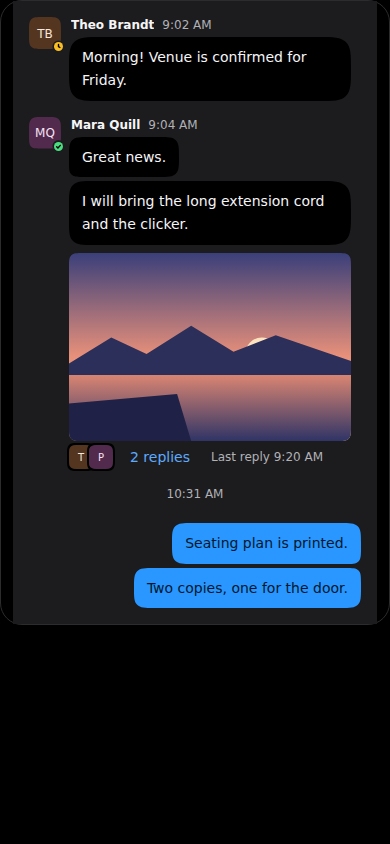 TB
Theo Brandt 9:02 AM
Morning! Venue is confirmed for
Friday.
MQ
Mara Quill 9:04 AM
Great news.
I will bring the long extension cord
and the clicker.
T P 2 replies Last reply 9:20 AM
10:31 AM
Seating plan is printed.
Two copies, one for the door.